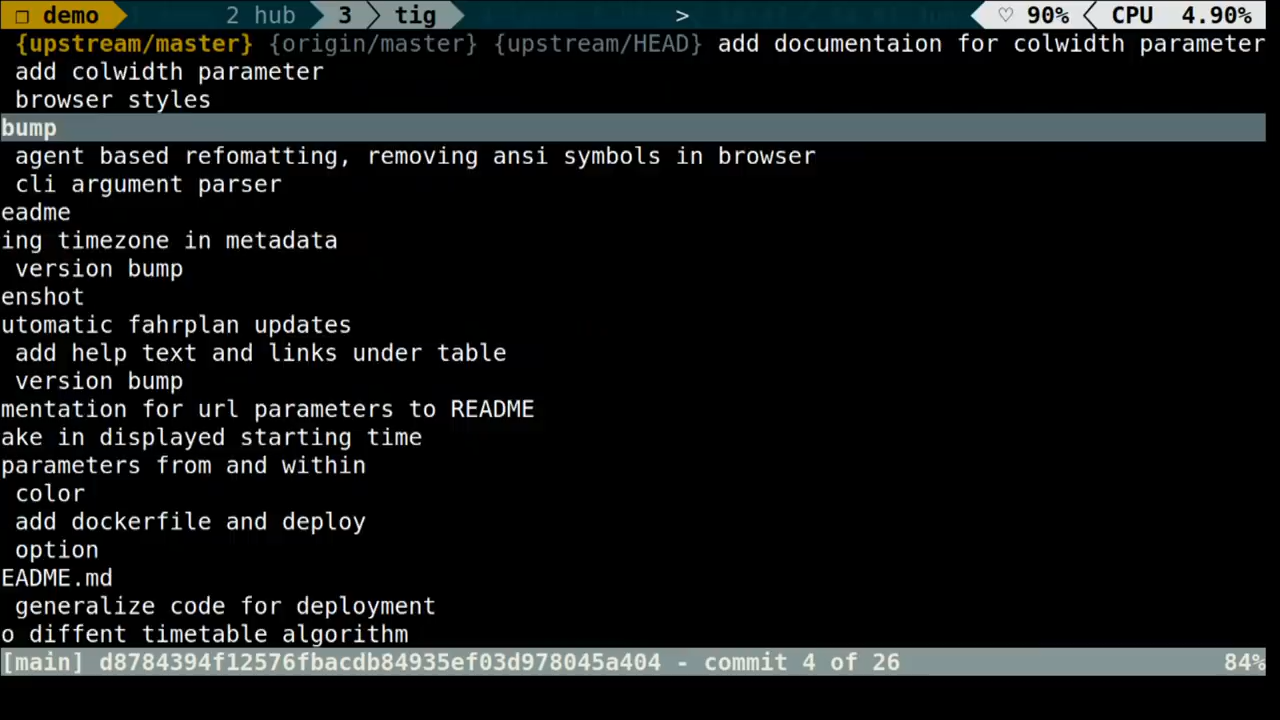 ❐ demo 2 hub 3 tig > ♡ 90% CPU 4.90%
{upstream/master} {origin/master} {upstream/HEAD} add documentaion for colwidth parameter
add colwidth parameter
browser styles
bump
agent based refomatting, removing ansi symbols in browser
cli argument parser
eadme
ing timezone in metadata
version bump
enshot
utomatic fahrplan updates
add help text and links under table
version bump
mentation for url parameters to README
ake in displayed starting time
parameters from and within
color
add dockerfile and deploy
option
EADME.md
generalize code for deployment
o diffent timetable algorithm
[main] d8784394f12576fbacdb84935ef03d978045a404 - commit 4 of 26 84%